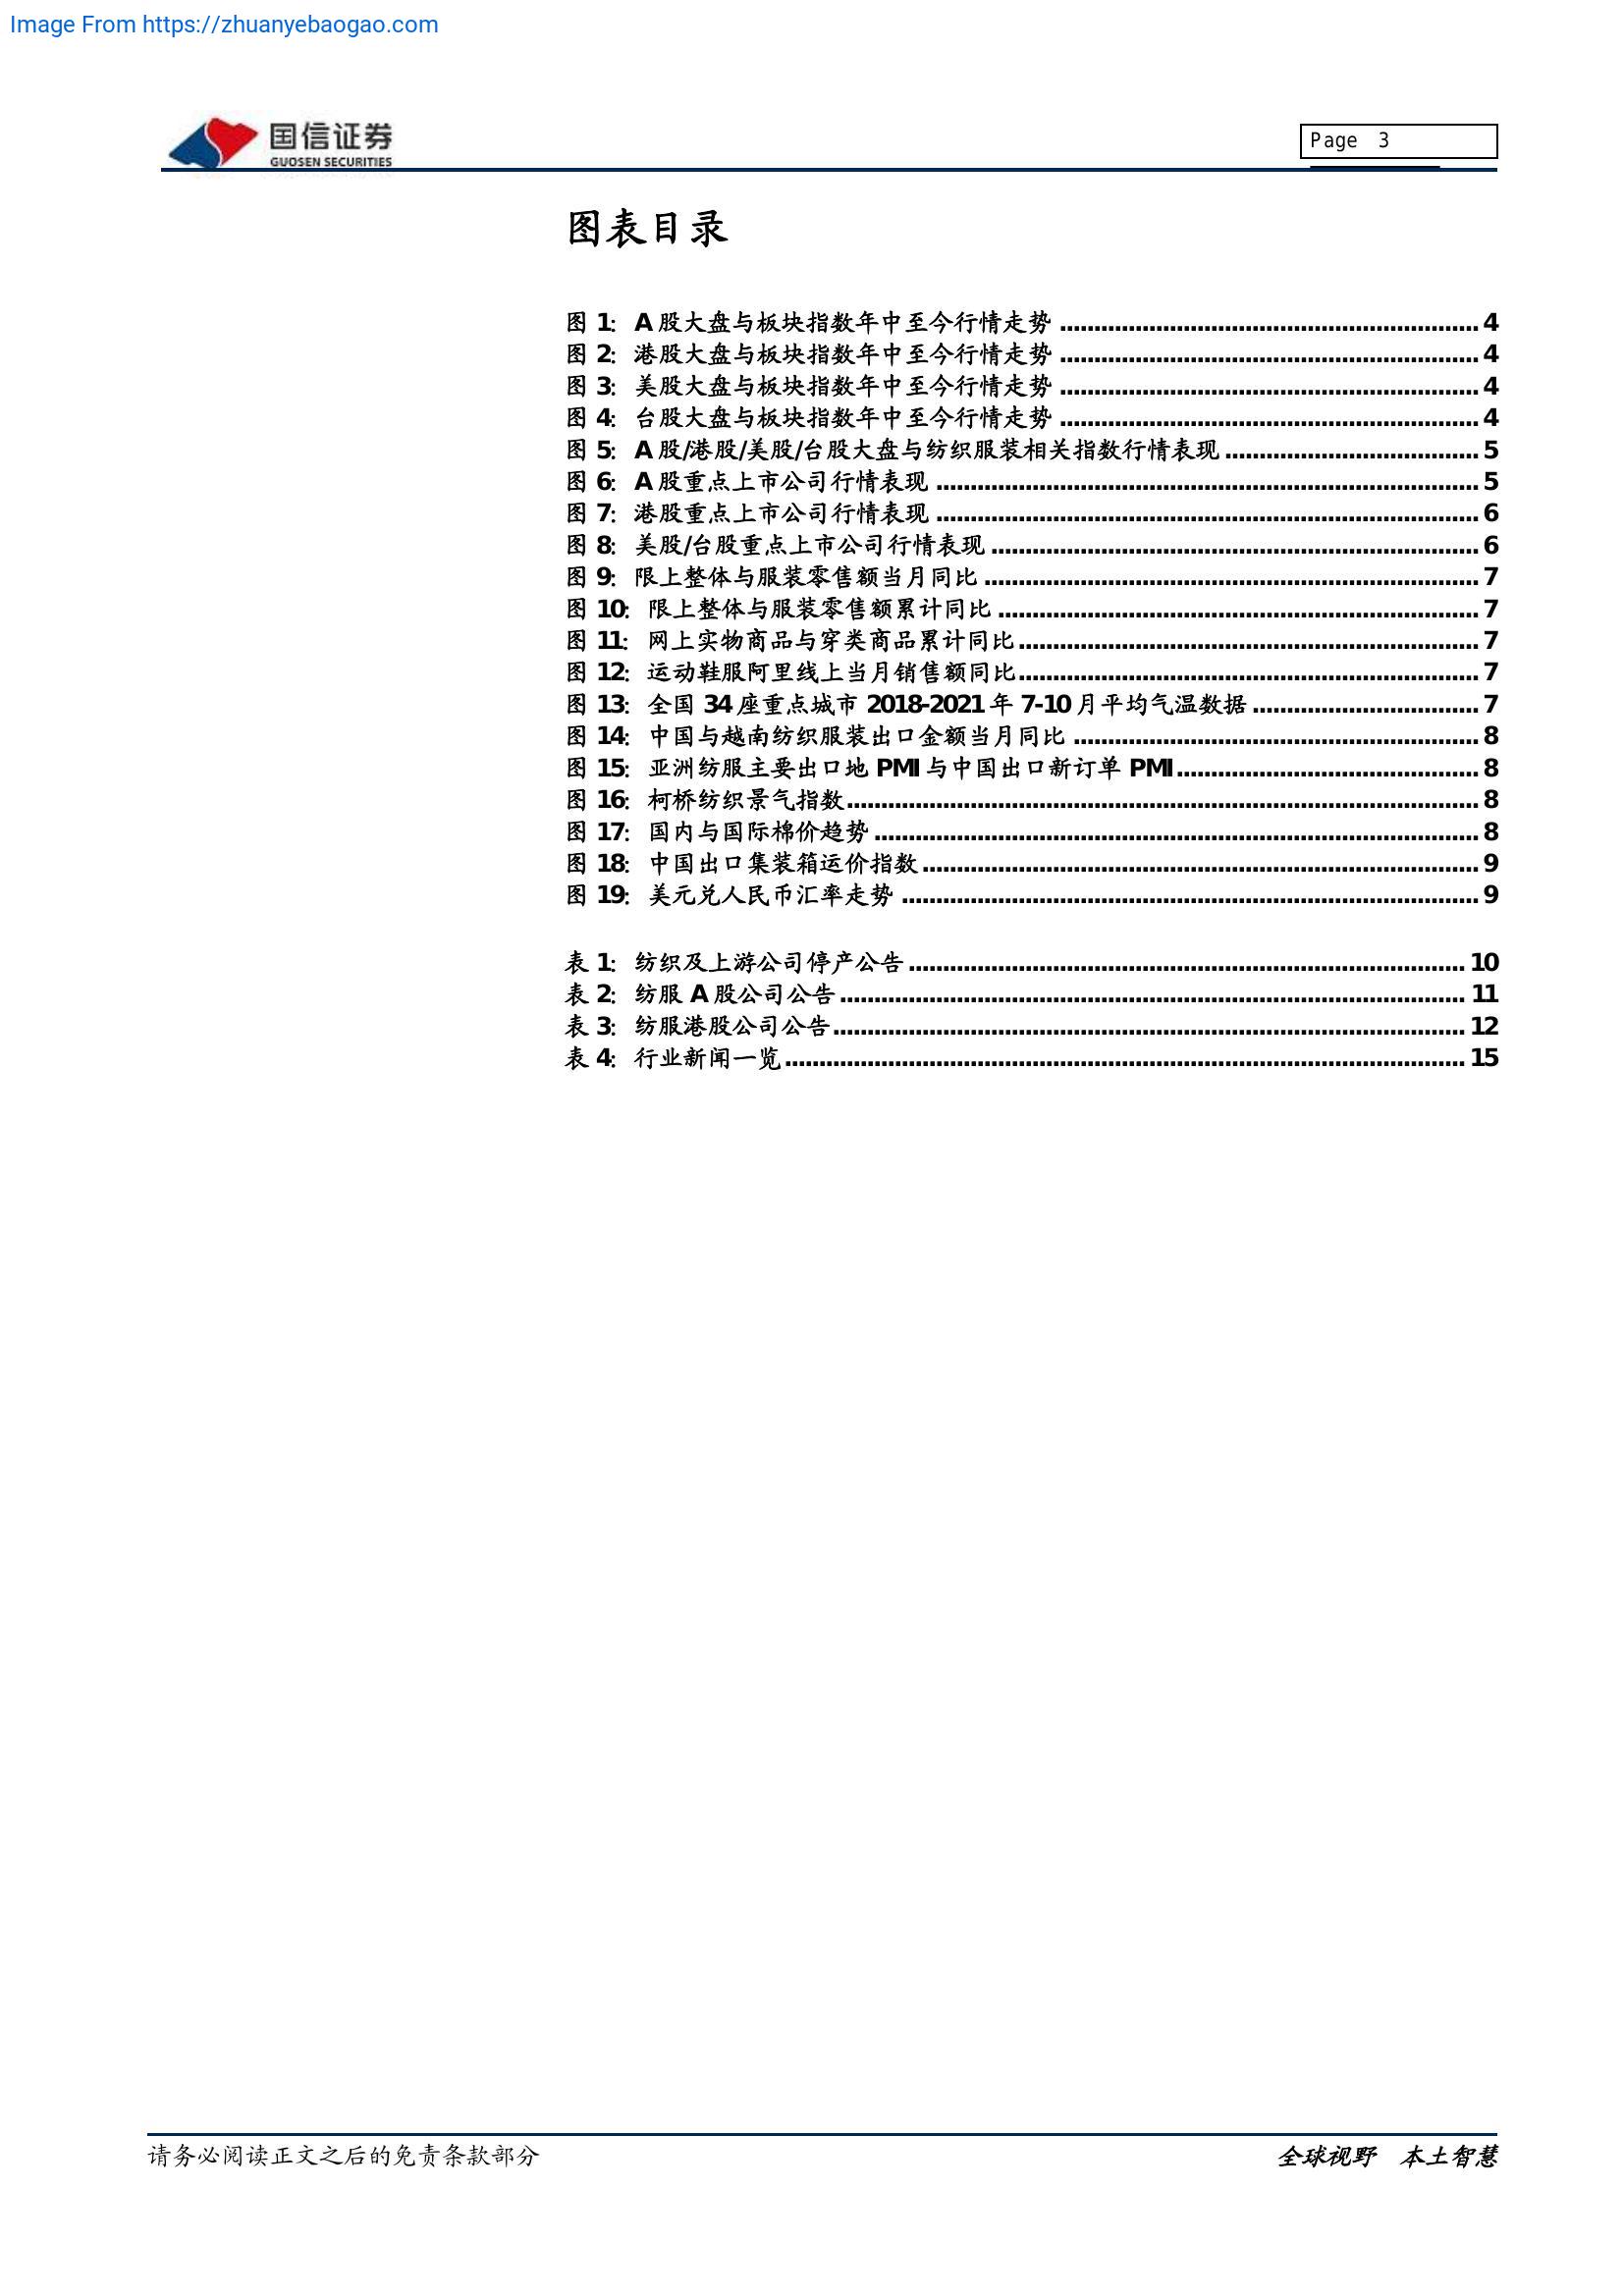 Image From https://zhuanyebaogao.com
国信证券
GUOSEN SECURITIES
Page 3
图表目录
图 1: A 股大盘与板块指数年中至今行情走势 4
图 2: 港股大盘与板块指数年中至今行情走势 4
图 3: 美股大盘与板块指数年中至今行情走势 4
图 4: 台股大盘与板块指数年中至今行情走势 4
图 5: A 股/港股/美股/台股大盘与纺织服装相关指数行情表现 5
图 6: A 股重点上市公司行情表现 5
图 7: 港股重点上市公司行情表现 6
图 8: 美股/台股重点上市公司行情表现 6
图 9: 限上整体与服装零售额当月同比 7
图 10: 限上整体与服装零售额累计同比 7
图 11: 网上实物商品与穿类商品累计同比 7
图 12: 运动鞋服阿里线上当月销售额同比 7
图 13: 全国 34 座重点城市 2018-2021 年 7-10 月平均气温数据 7
图 14: 中国与越南纺织服装出口金额当月同比 8
图 15: 亚洲纺服主要出口地 PMI 与中国出口新订单 PMI 8
图 16: 柯桥纺织景气指数 8
图 17: 国内与国际棉价趋势 8
图 18: 中国出口集装箱运价指数 9
图 19: 美元兑人民币汇率走势 9
表 1: 纺织及上游公司停产公告 10
表 2: 纺服 A 股公司公告 11
表 3: 纺服港股公司公告 12
表 4: 行业新闻一览 15
请务必阅读正文之后的免责条款部分
全球视野 本土智慧